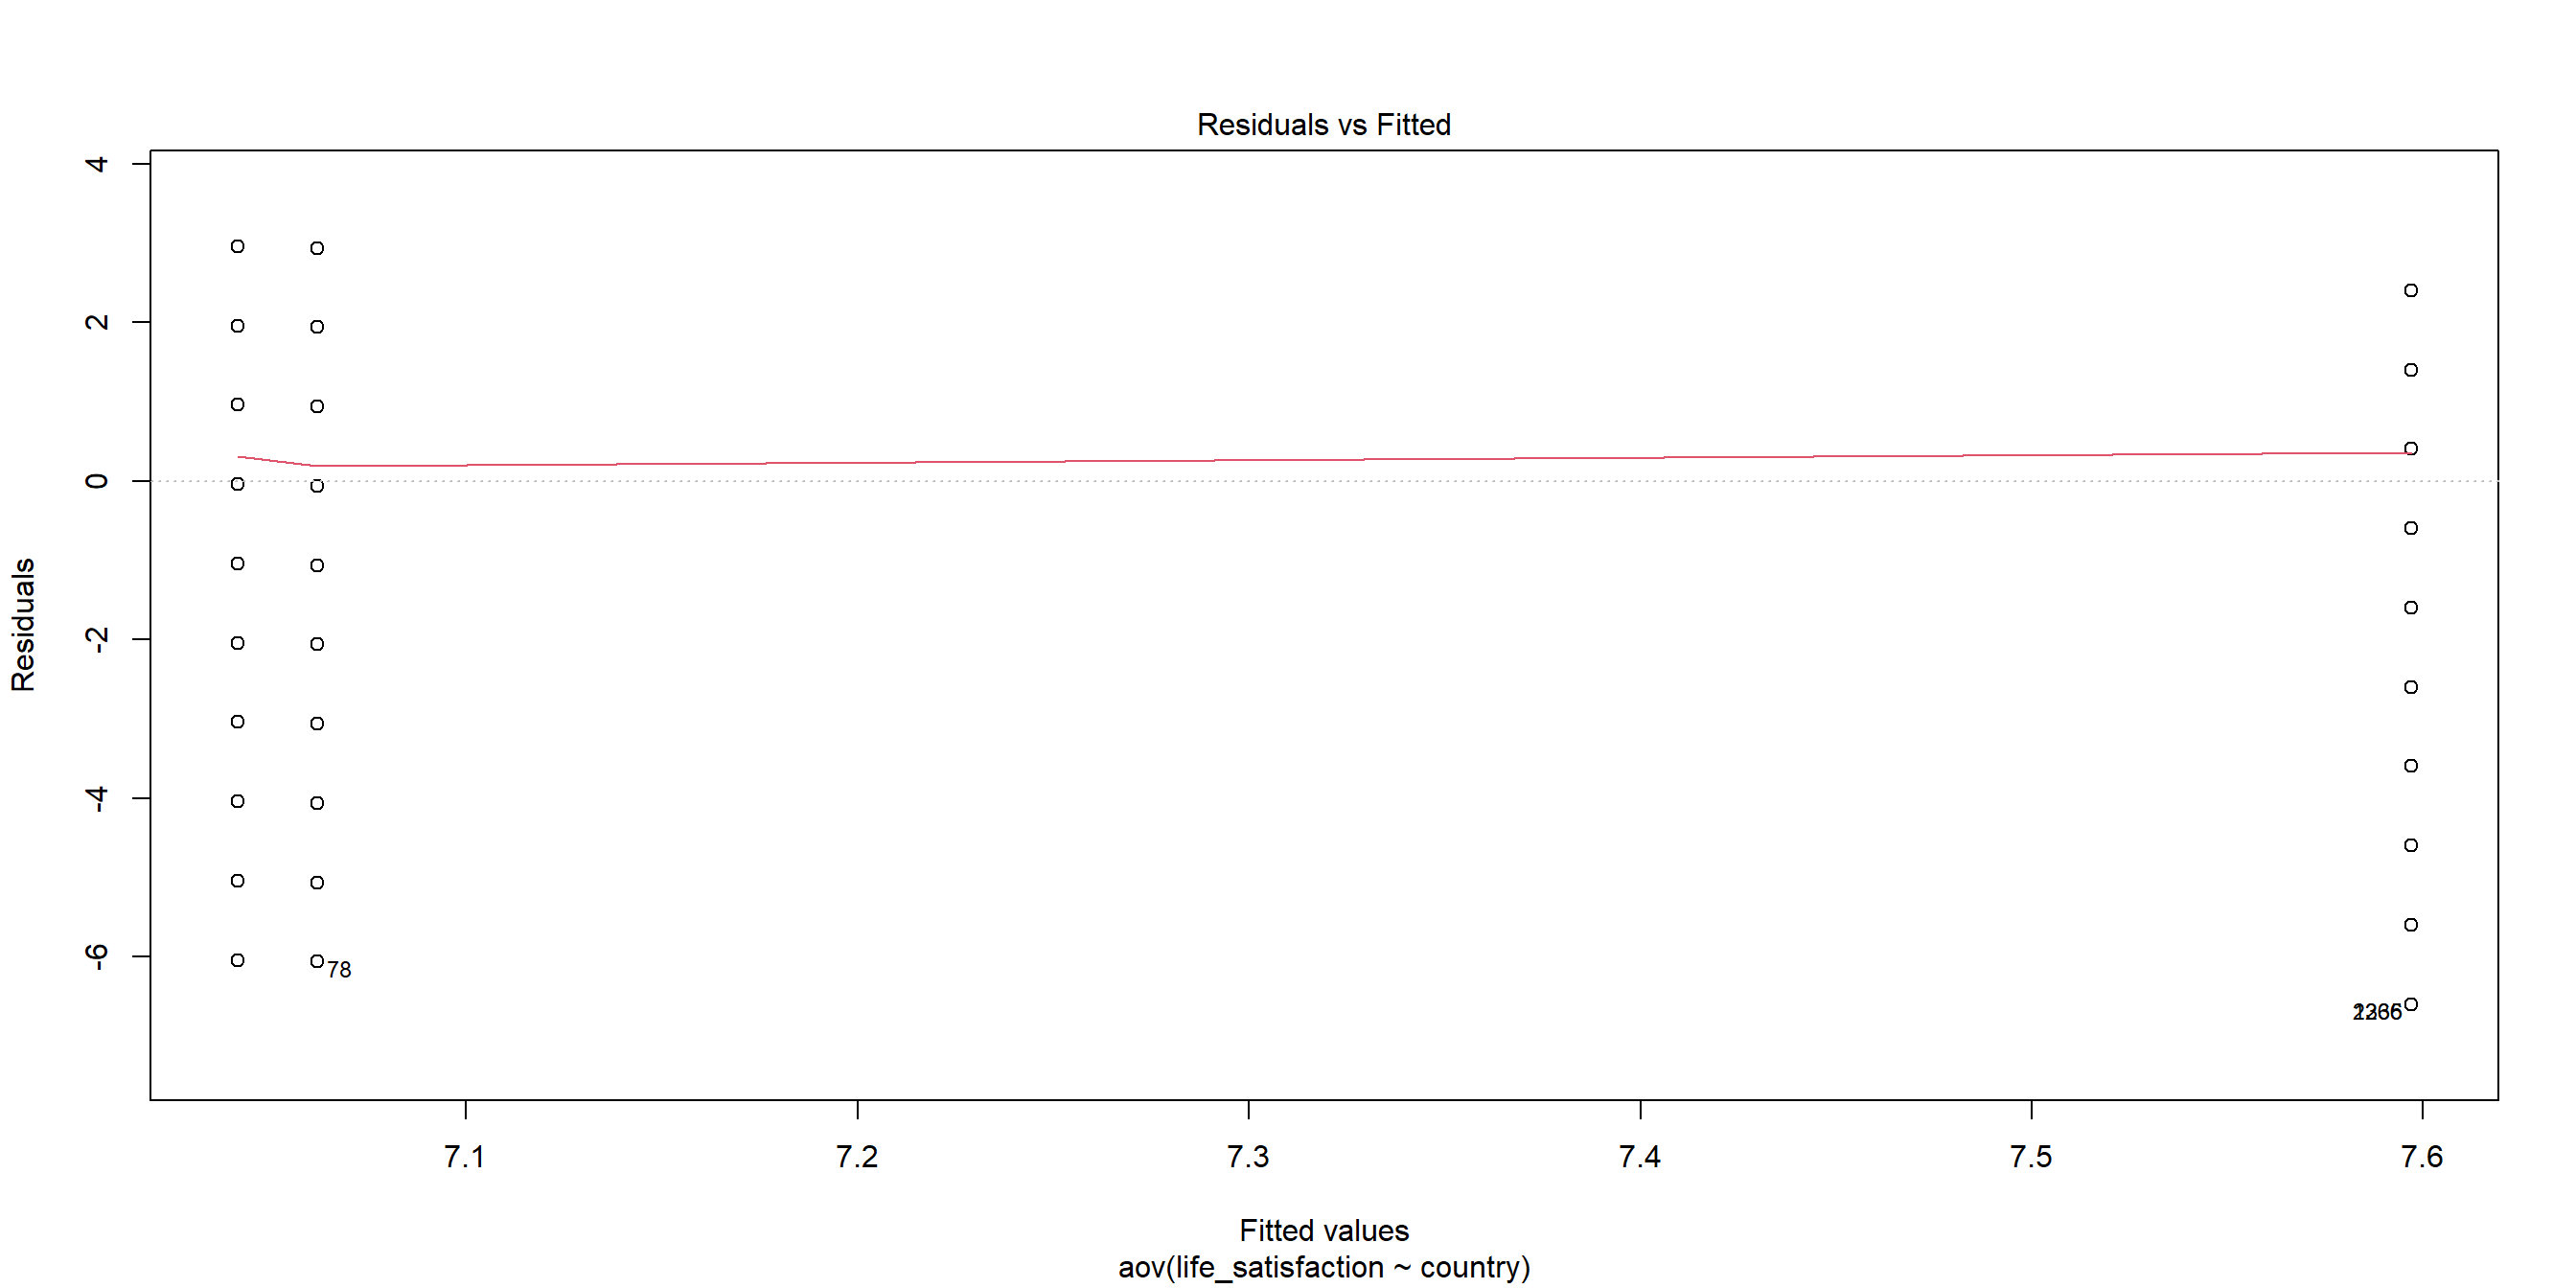 Residuals vs Fitted
4
2
0
-2
-4
-6
Residuals
78
7.1 7.2 7.3 7.4 7.5 7.6
Fitted values
aov(life_satisfaction ~ country)